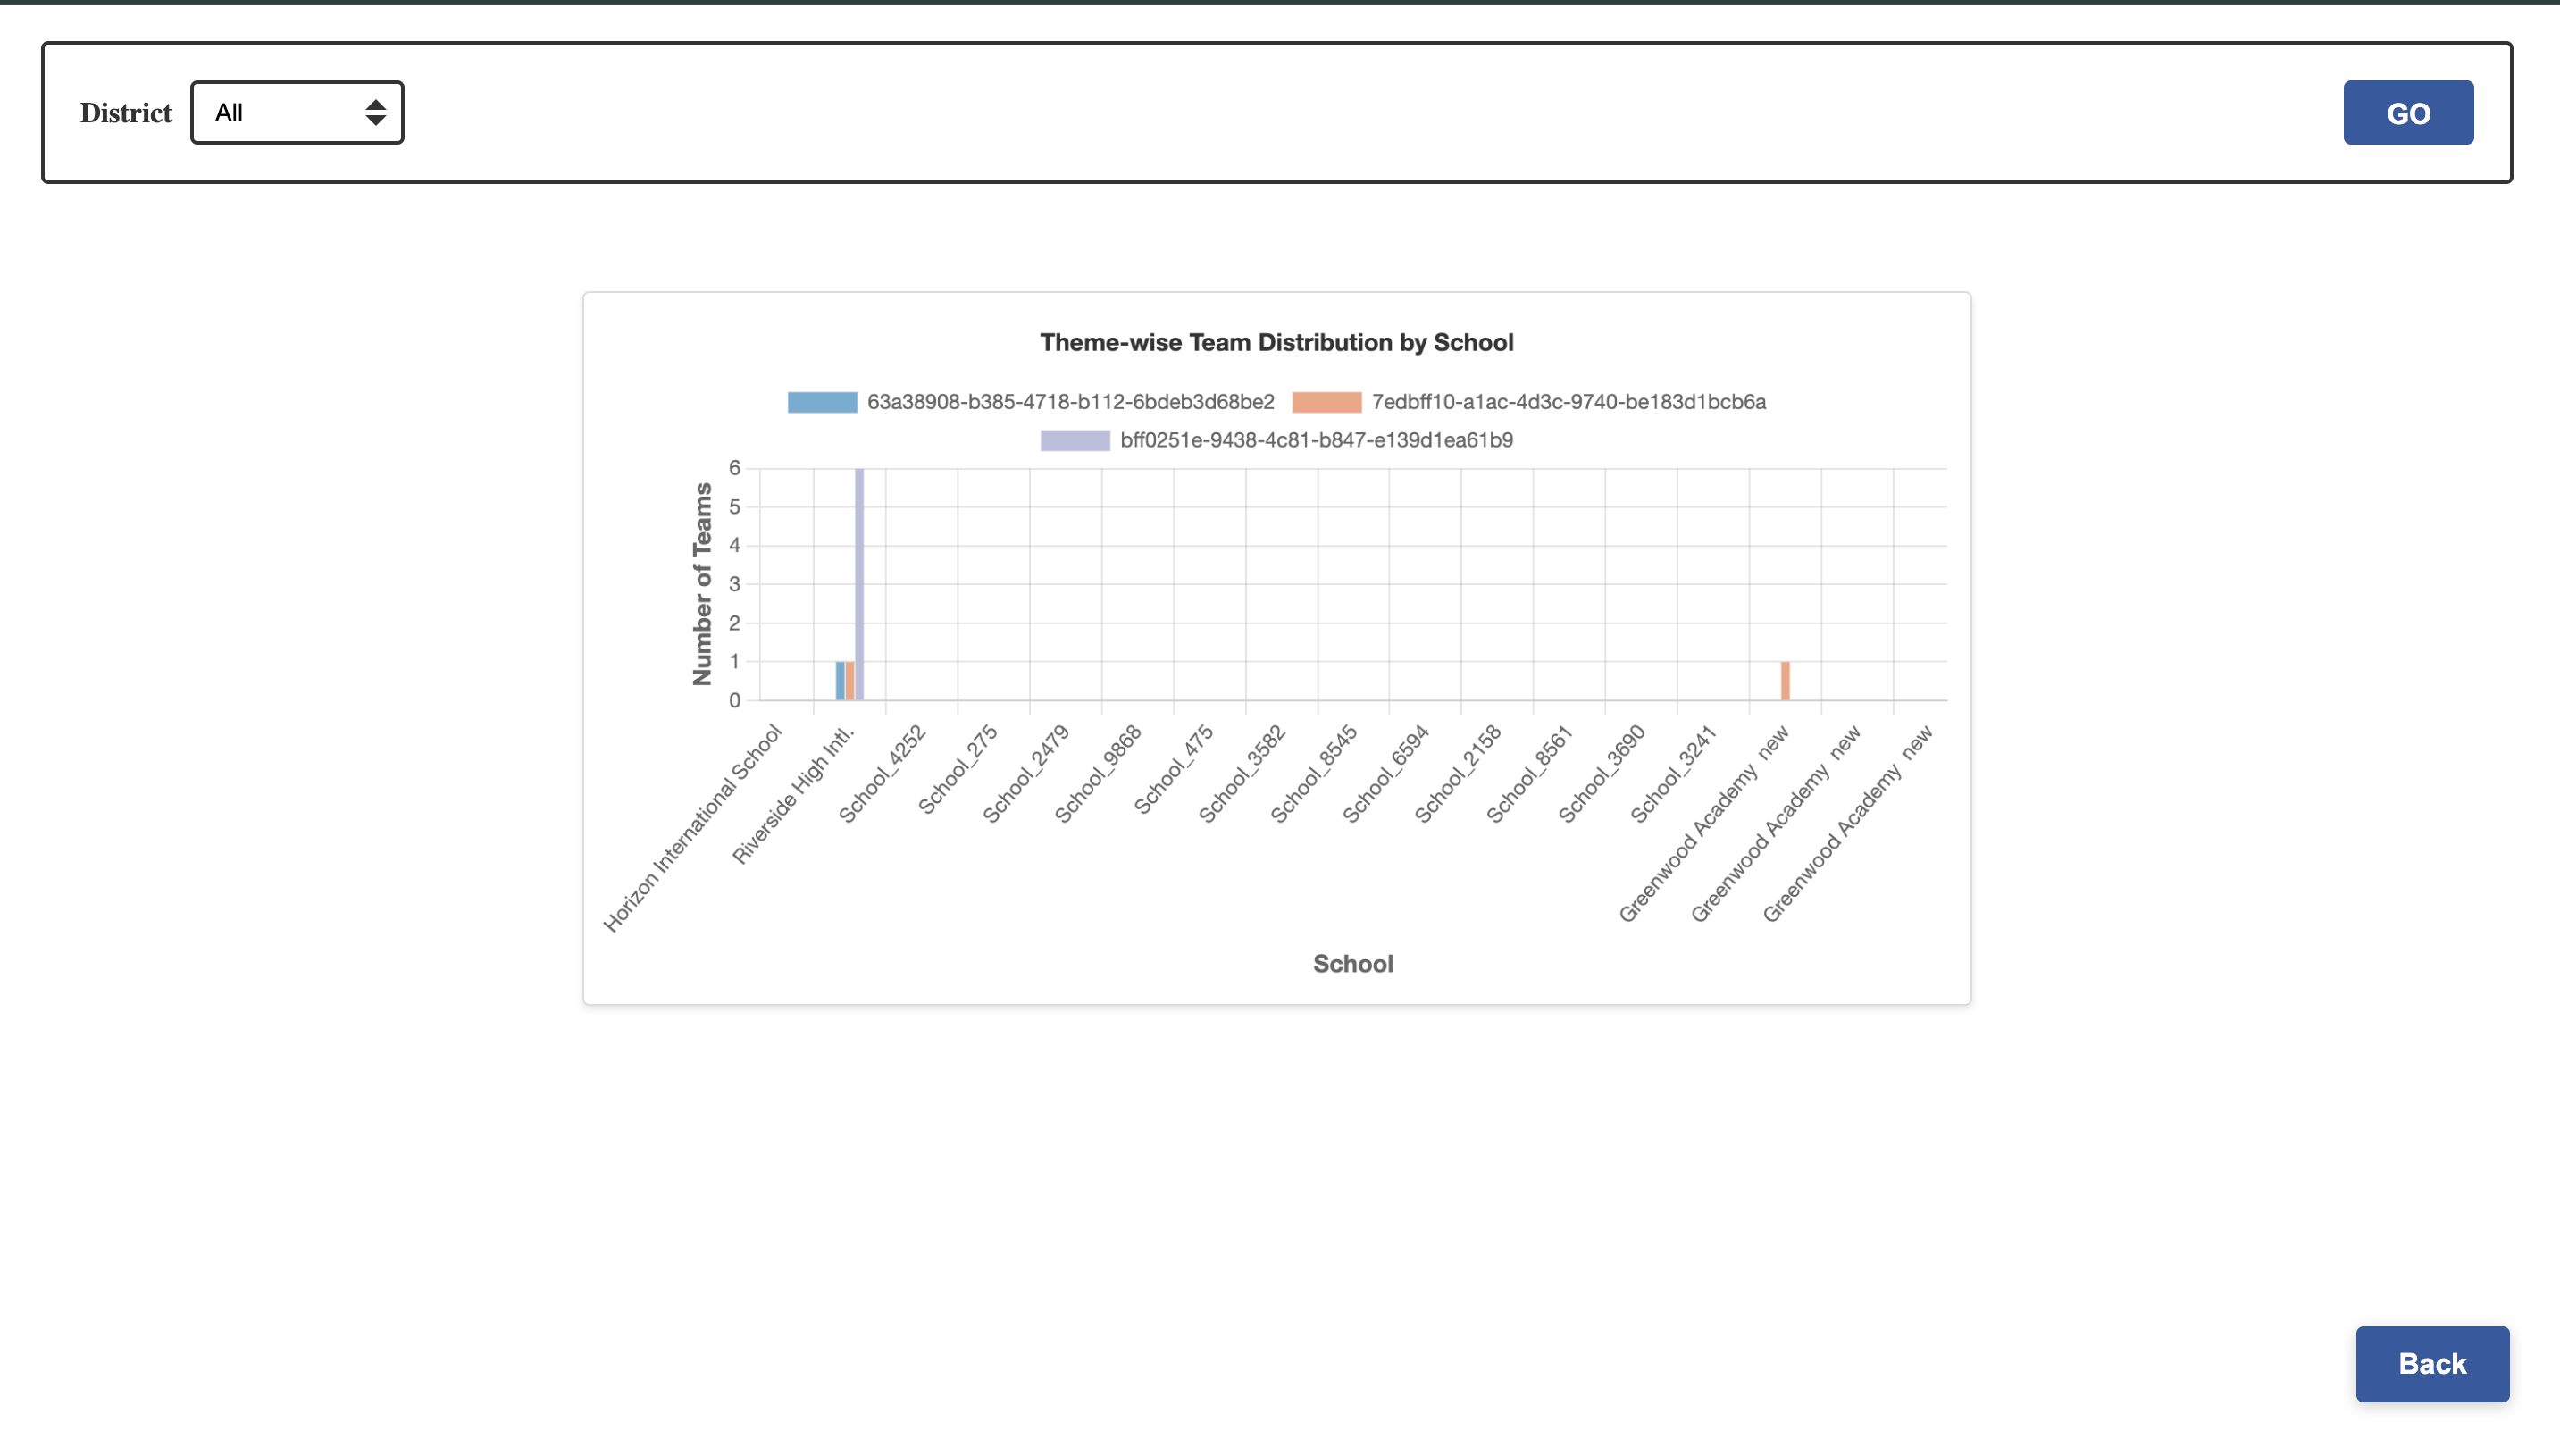 District
All
GO
Theme-wise Team Distribution by School
63a38908-b385-4718-b112-6bdeb3d68be2
7edbff10-a1ac-4d3c-9740-be183d1bcb6a
bff0251e-9438-4c81-b847-e139d1ea61b9
Number of Teams
6
5
4
3
2
1
0
Horizon International School
Riverside High Intl.
School_4252
School_275
School_2479
School_9868
School_475
School_3582
School_8545
School_6594
School_2158
School_8561
School_3690
School_3241
Greenwood Academy  new
Greenwood Academy  new
Greenwood Academy  new
School
Back